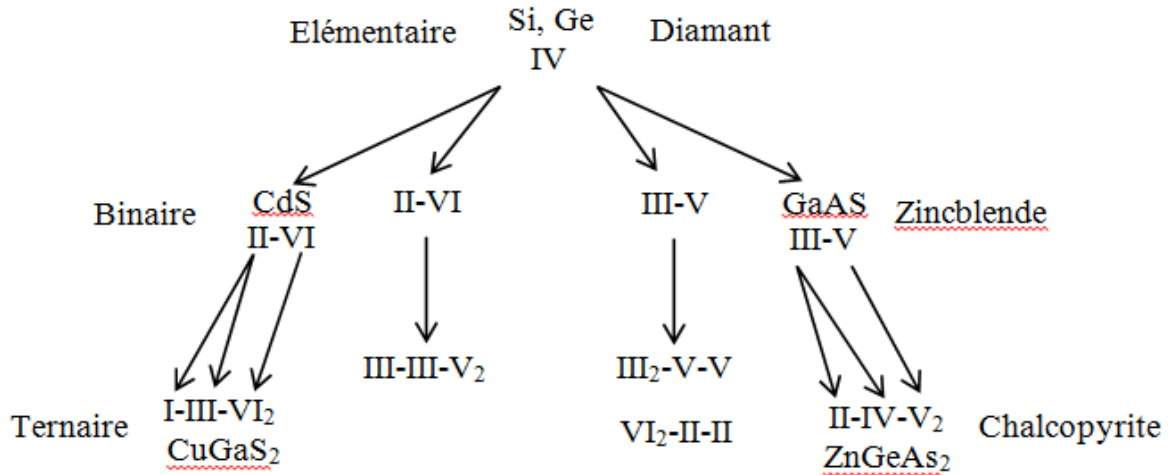 Elémentaire Si, Ge Diamant
IV
Binaire CdS II-VI III-V GaAS Zincblende
II-VI III-V
III-III-V₂ III₂-V-V
Ternaire I-III-VI₂ VI₂-II-II II-IV-V₂ Chalcopyrite
CuGaS₂ ZnGeAs₂